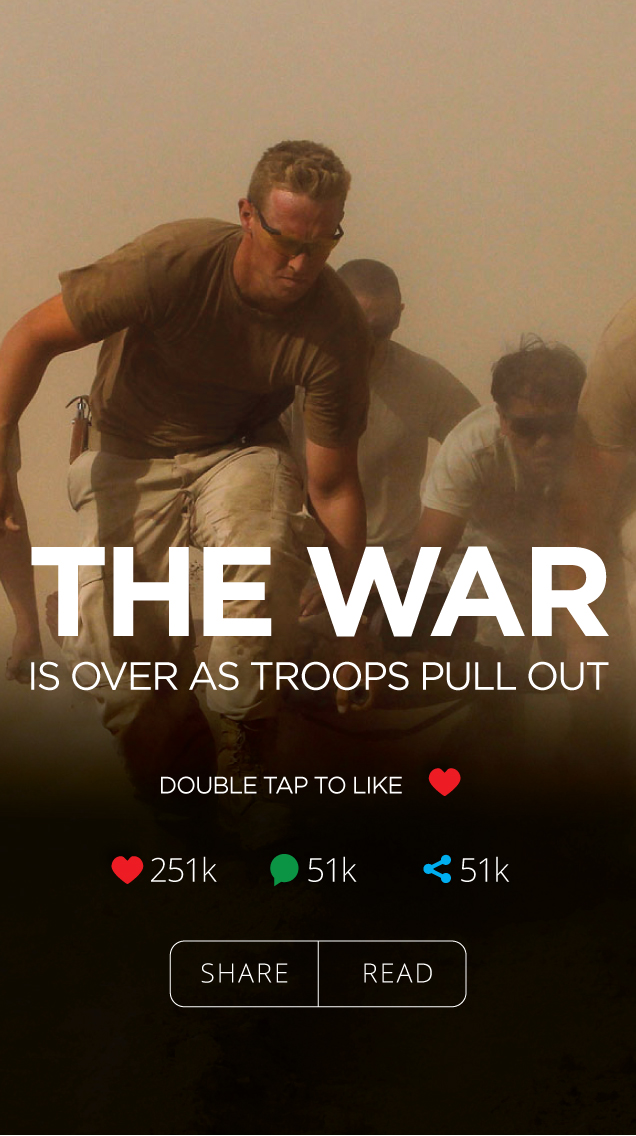 THE WAR
IS OVER AS TROOPS PULL OUT
DOUBLE TAP TO LIKE
251k 51k 51k
SHARE READ